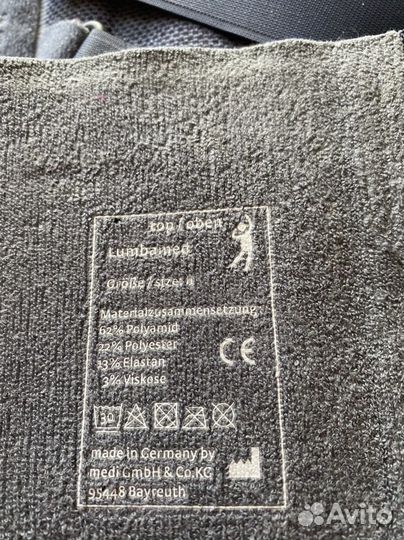 top / oben
Lumbamed
Größe / size:
Materialzusammensetzung
62% Polyamid
22% Polyester
13% Elastan
3% Viskose
CE
30
made in Germany by
medi GmbH & Co.KG
95448 Bayreuth
Avito